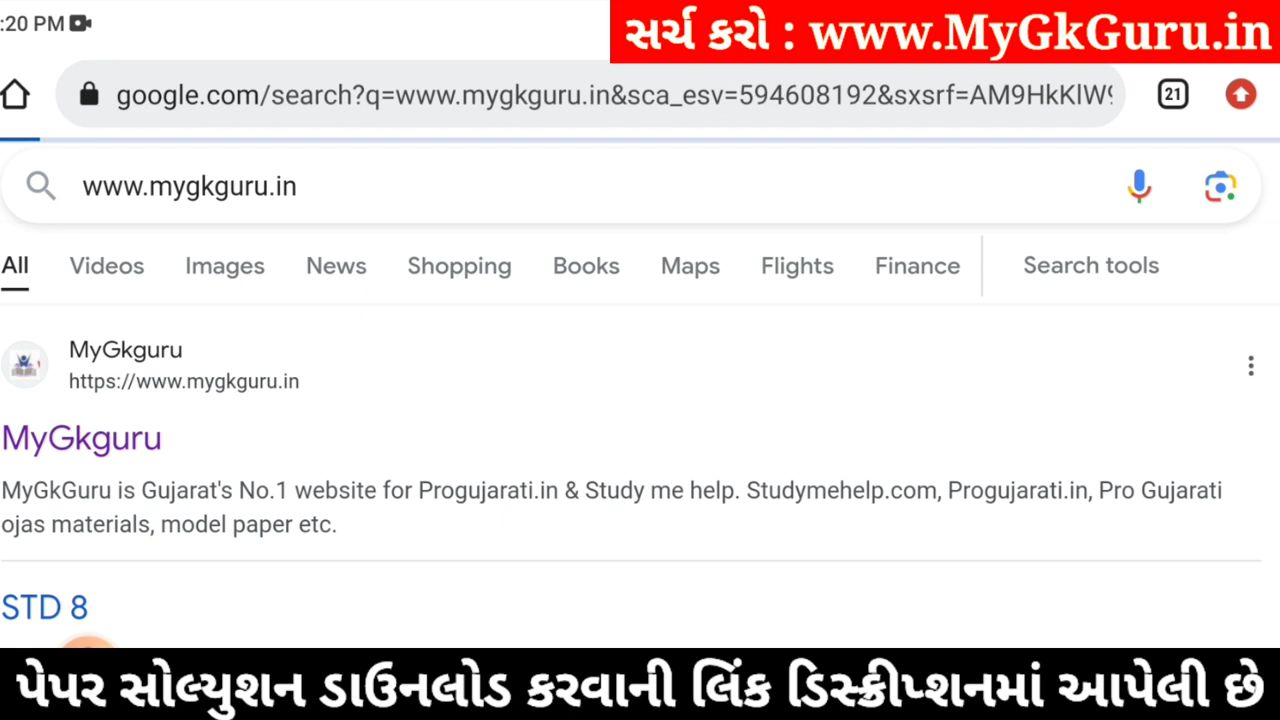 :20 PM
સર્ચ કરો : www.MyGkGuru.in
google.com/search?q=www.mygkguru.in&sca_esv=594608192&sxsrf=AM9HkKlW9
21
www.mygkguru.in
All Videos Images News Shopping Books Maps Flights Finance Search tools
MyGkguru
https://www.mygkguru.in
MyGkguru
MyGkGuru is Gujarat's No.1 website for Progujarati.in & Study me help. Studymehelp.com, Progujarati.in, Pro Gujarati
ojas materials, model paper etc.
STD 8
પેપર સોલ્યુશન ડાઉનલોડ કરવાની લિંક ડિસ્ક્રીપ્શનમાં આપેલી છે